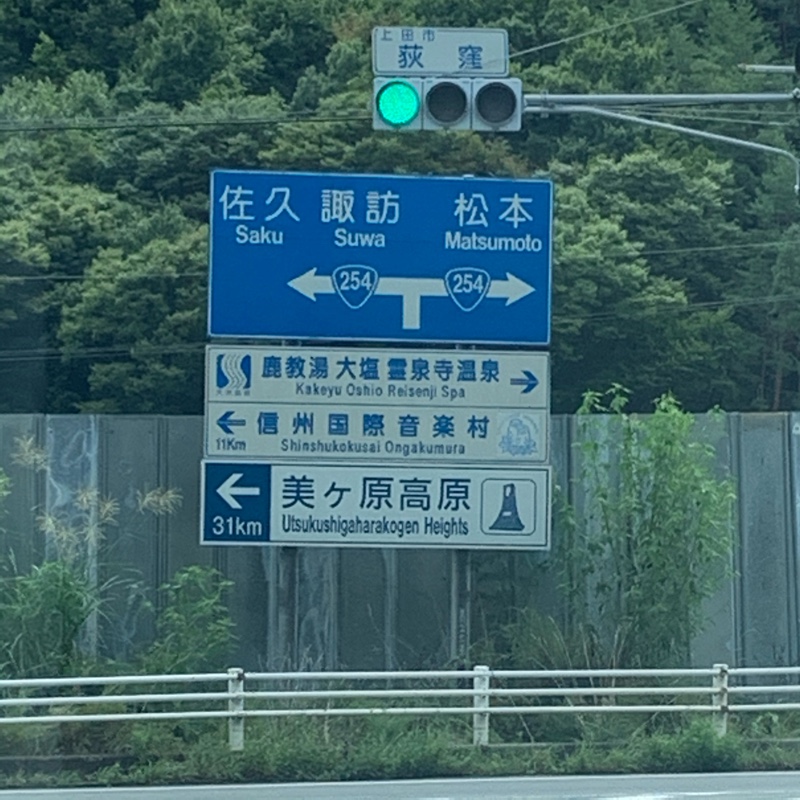 上田市
荻窪
佐久 諏訪 松本
Saku Suwa Matsumoto
254 254
鹿教湯 大塩 霊泉寺温泉
Kakeyu Oshio Reisenji Spa
信州国際音楽村
11Km Shinshukokusai Ongakumura
美ヶ原高原
31km Utsukushigaharakogen Heights